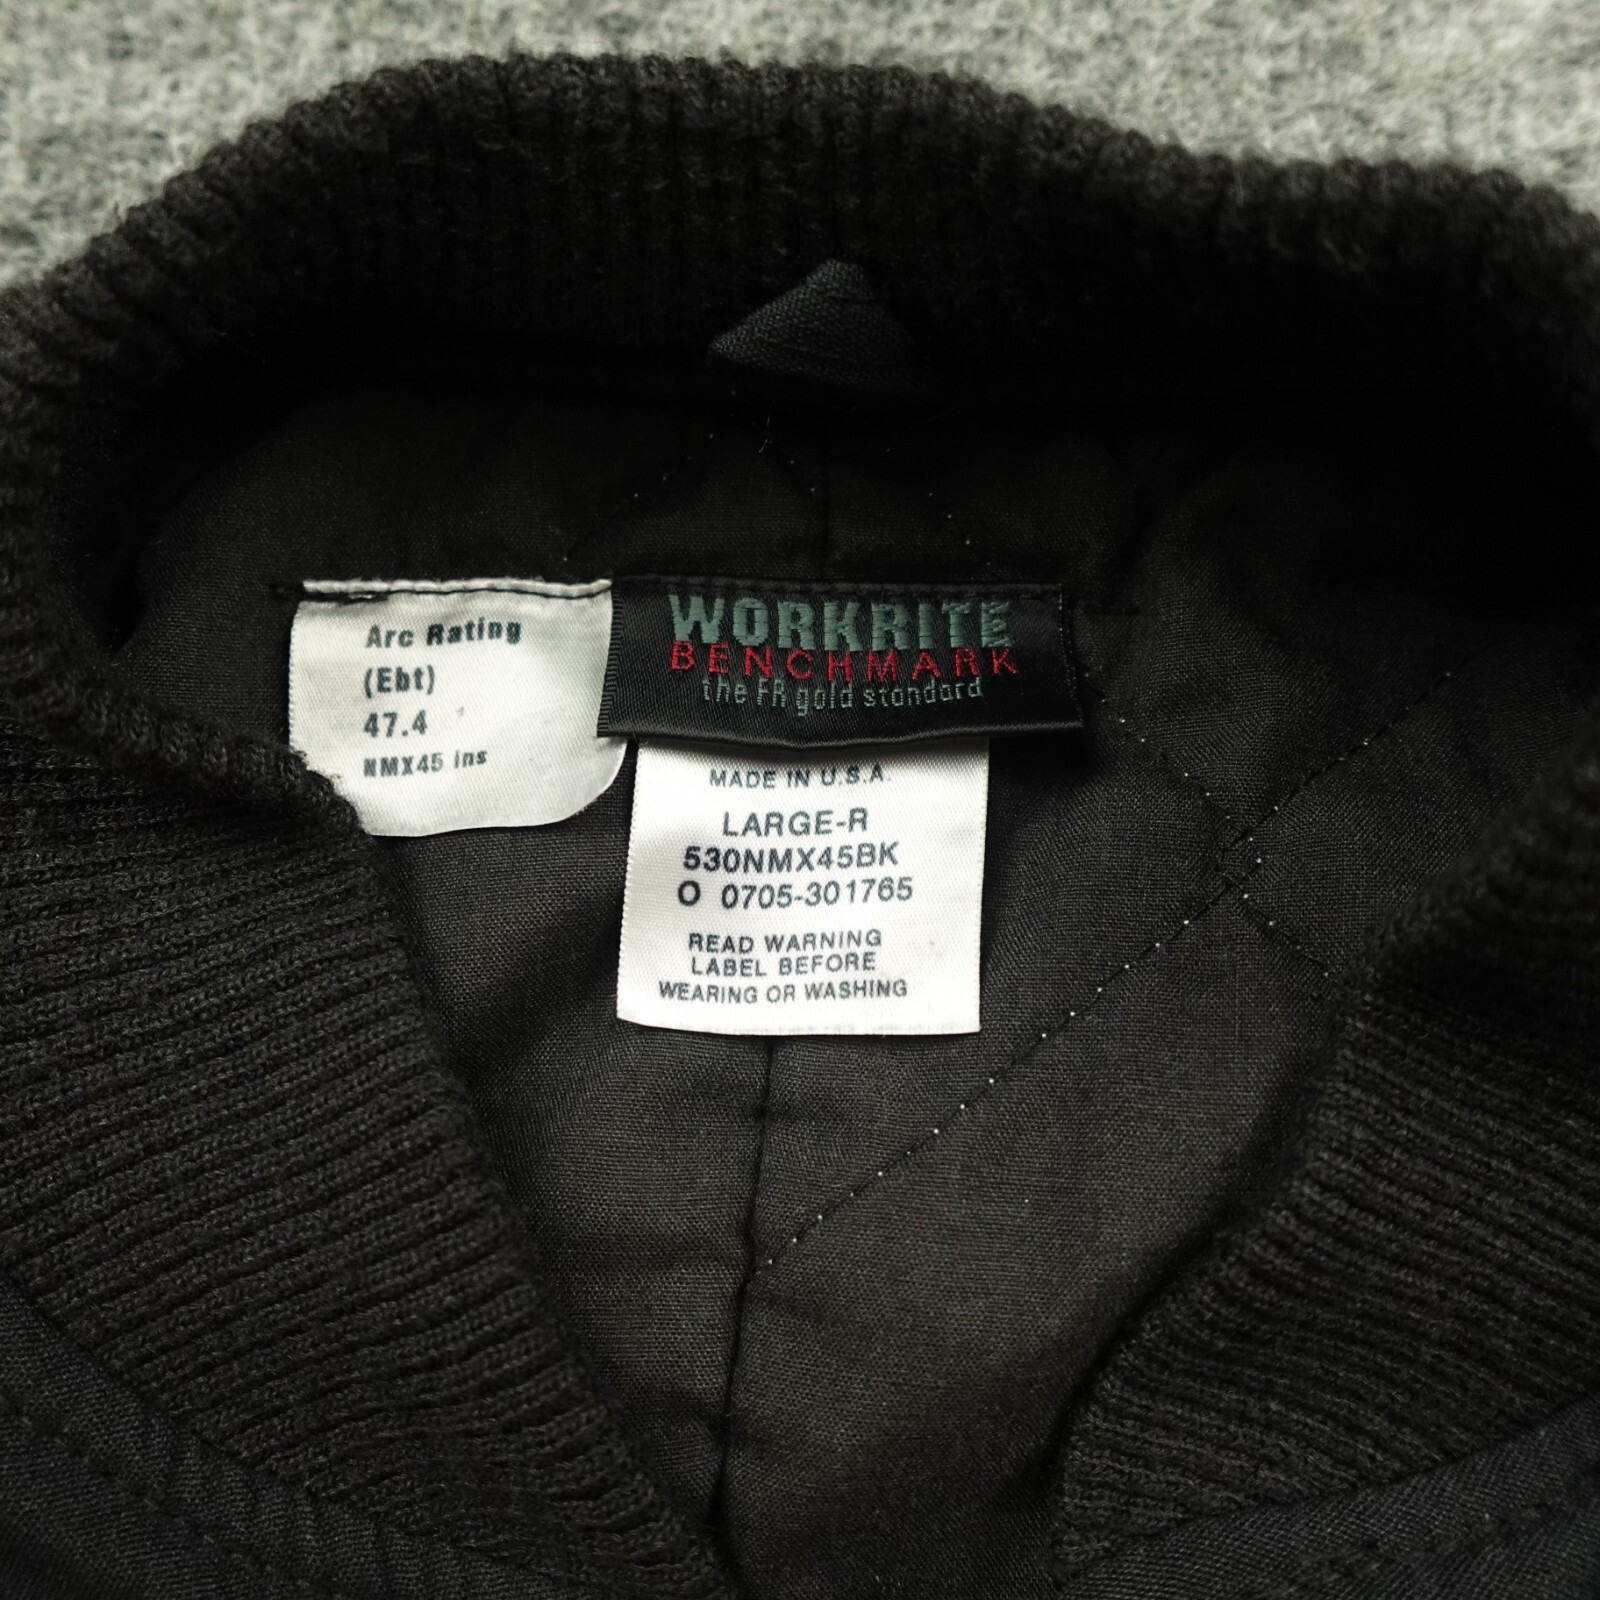 Arc Rating
(Ebt)
47.4
NMX45 ins
WORKRITE
BENCHMARK
the FR gold standard
MADE IN U.S.A.
LARGE-R
530NMX45BK
O 0705-301765
READ WARNING
LABEL BEFORE
WEARING OR WASHING